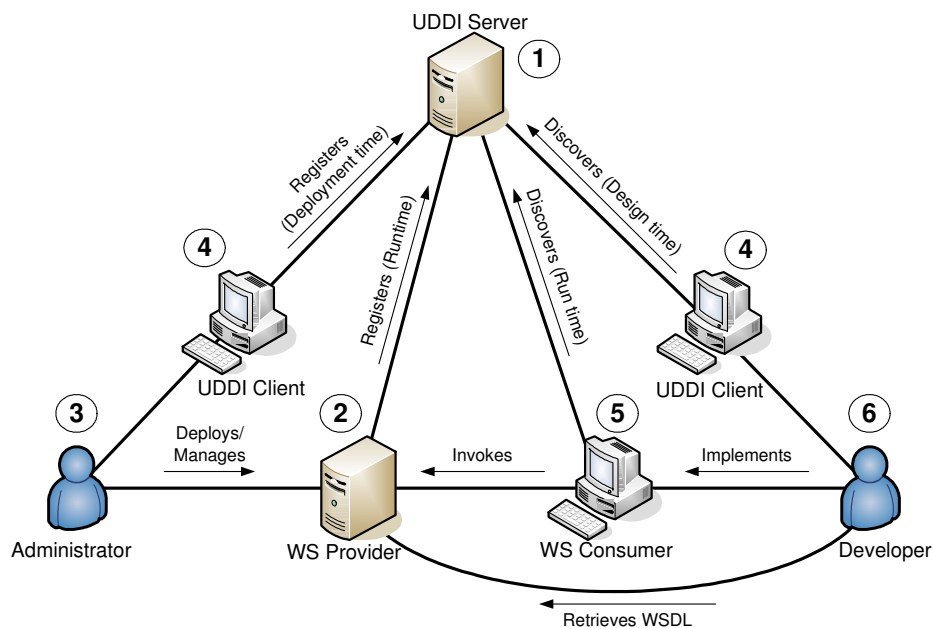 UDDI Server
1
Registers
(Deployment time)
Discovers (Design time)
Registers (Runtime)
Discovers (Run time)
4
4
UDDI Client
UDDI Client
3
2
5
6
Deploys/
Manages
Invokes
Implements
Administrator
WS Provider
WS Consumer
Developer
Retrieves WSDL